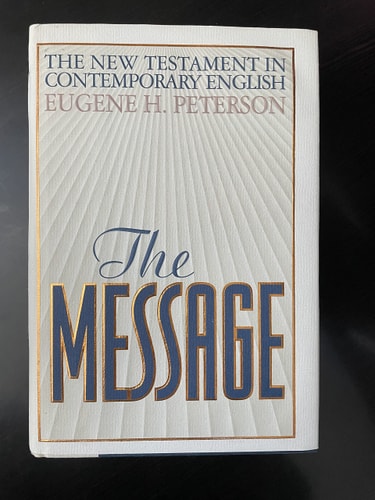 THE NEW TESTAMENT IN
CONTEMPORARY ENGLISH
EUGENE H. PETERSON
The
MESSAGE